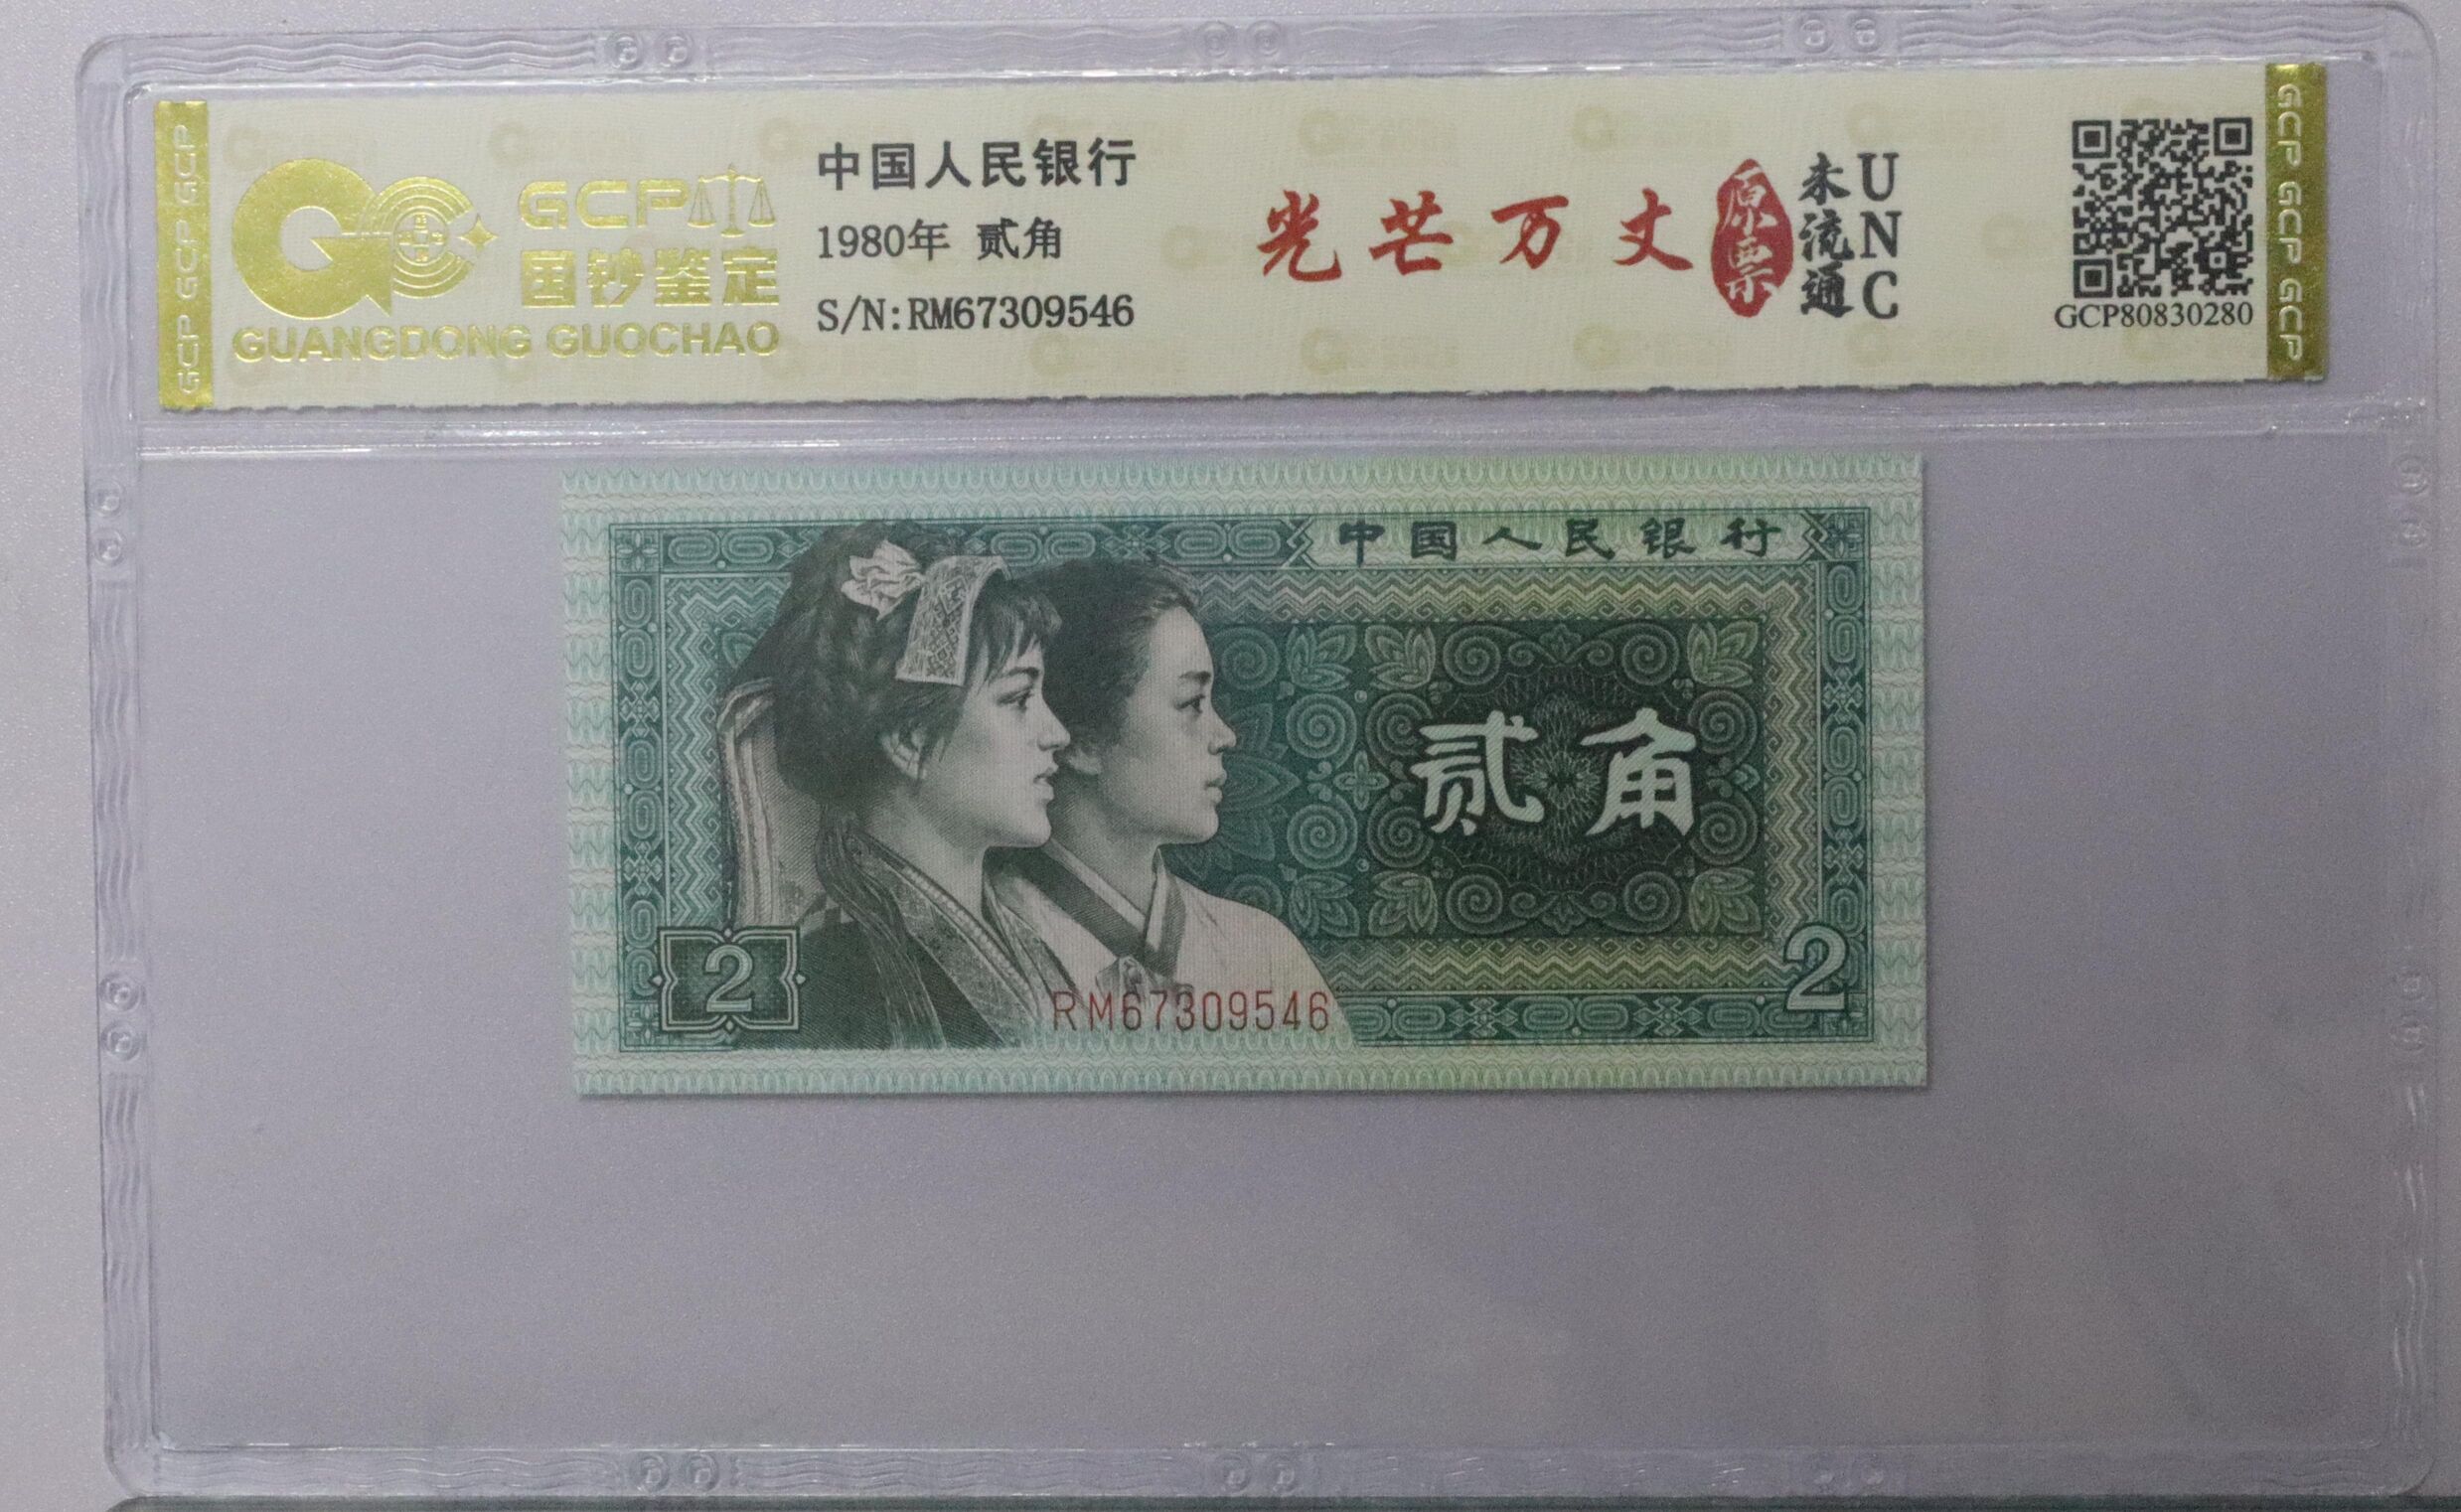 GCP GCP GCP
GCP
国钞鉴定
GUANGDONG GUOCHAO
中国人民银行
1980年 贰角
S/N:RM67309546
光芒万丈
原票
未流通
UNC
GCP80830280
GCP GCP GCP
中国人民银行
贰角
2
2
RM67309546